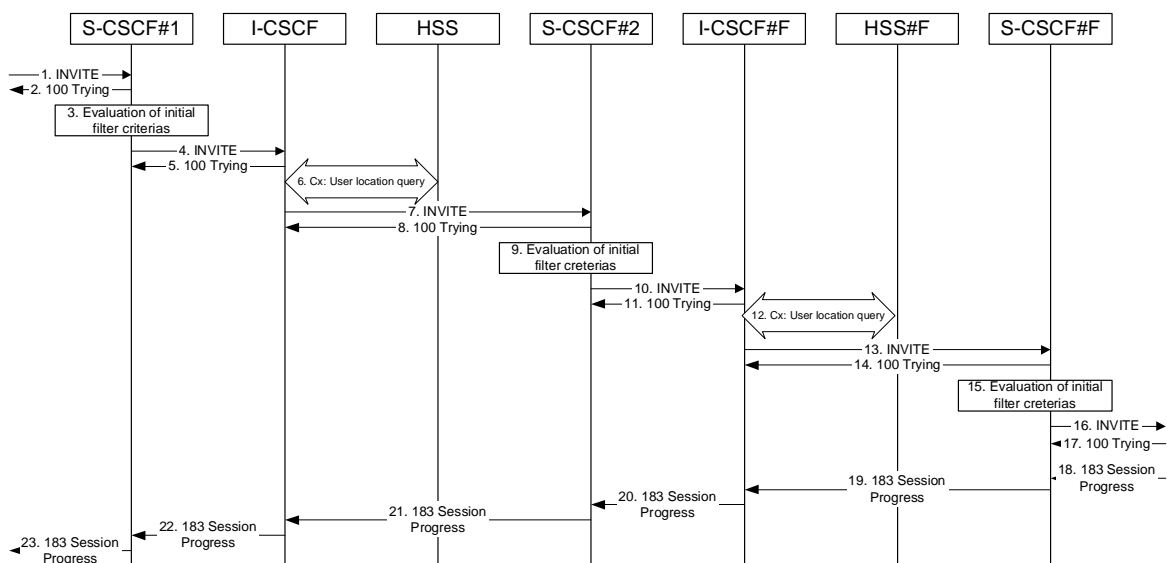 S-CSCF#1
I-CSCF
HSS
S-CSCF#2
I-CSCF#F
HSS#F
S-CSCF#F
1. INVITE
2. 100 Trying
3. Evaluation of initial
filter criterias
4. INVITE
5. 100 Trying
6. Cx: User location query
7. INVITE
8. 100 Trying
9. Evaluation of initial
filter creterias
10. INVITE
11. 100 Trying
12. Cx: User location query
13. INVITE
14. 100 Trying
15. Evaluation of initial
filter creterias
16. INVITE
17. 100 Trying
18. 183 Session
Progress
19. 183 Session
Progress
20. 183 Session
Progress
21. 183 Session
Progress
22. 183 Session
Progress
23. 183 Session
Progress